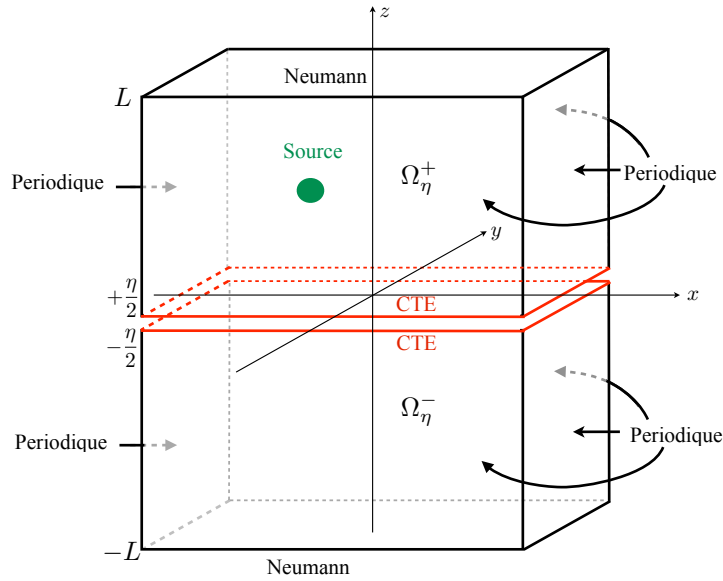 z
Neumann
L
Source
Periodique
Ω_η^+
Periodique
y
+η/2
x
CTE
-η/2
CTE
Ω_η^-
Periodique
Periodique
-L
Neumann